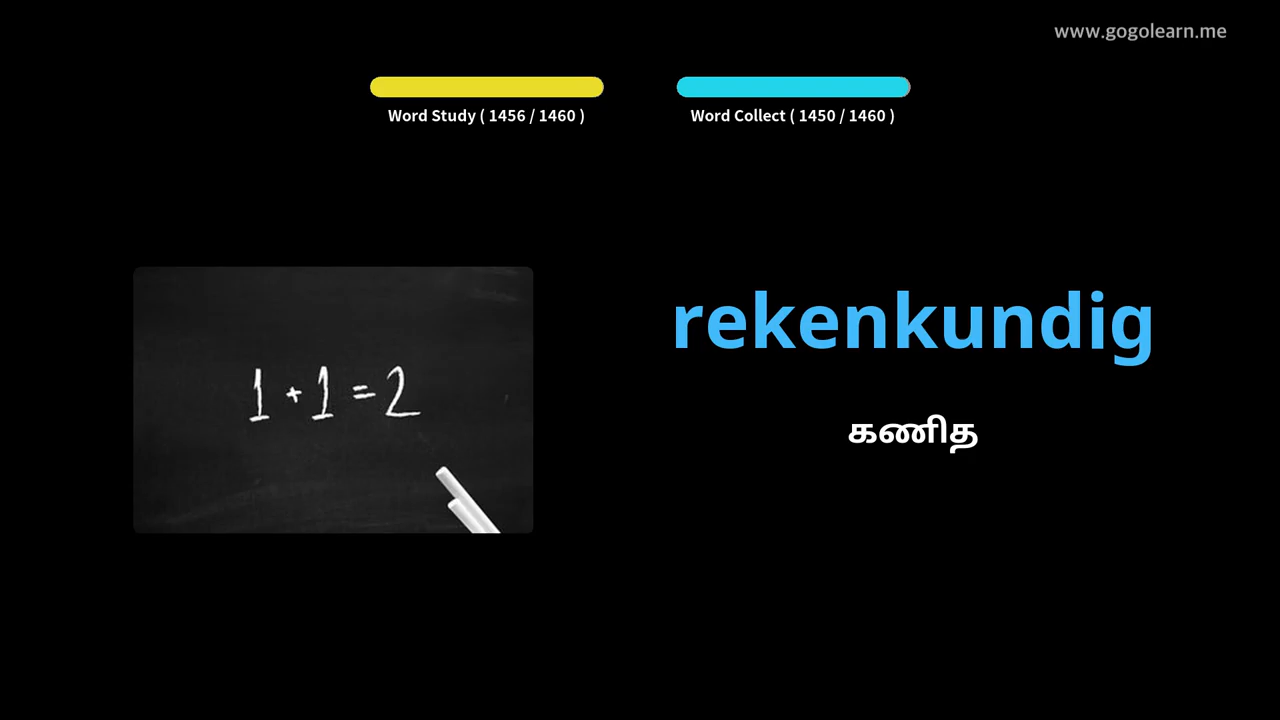 www.gogolearn.me
Word Study ( 1456 / 1460 )
Word Collect ( 1450 / 1460 )
1 + 1 = 2
rekenkundig
கணித